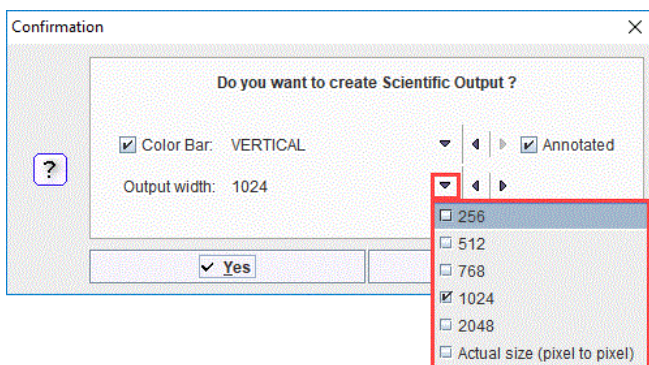 Confirmation
Do you want to create Scientific Output ?
Color Bar: VERTICAL Annotated
?
Output width: 1024
256
512
768
1024
2048
Actual size (pixel to pixel)
Yes